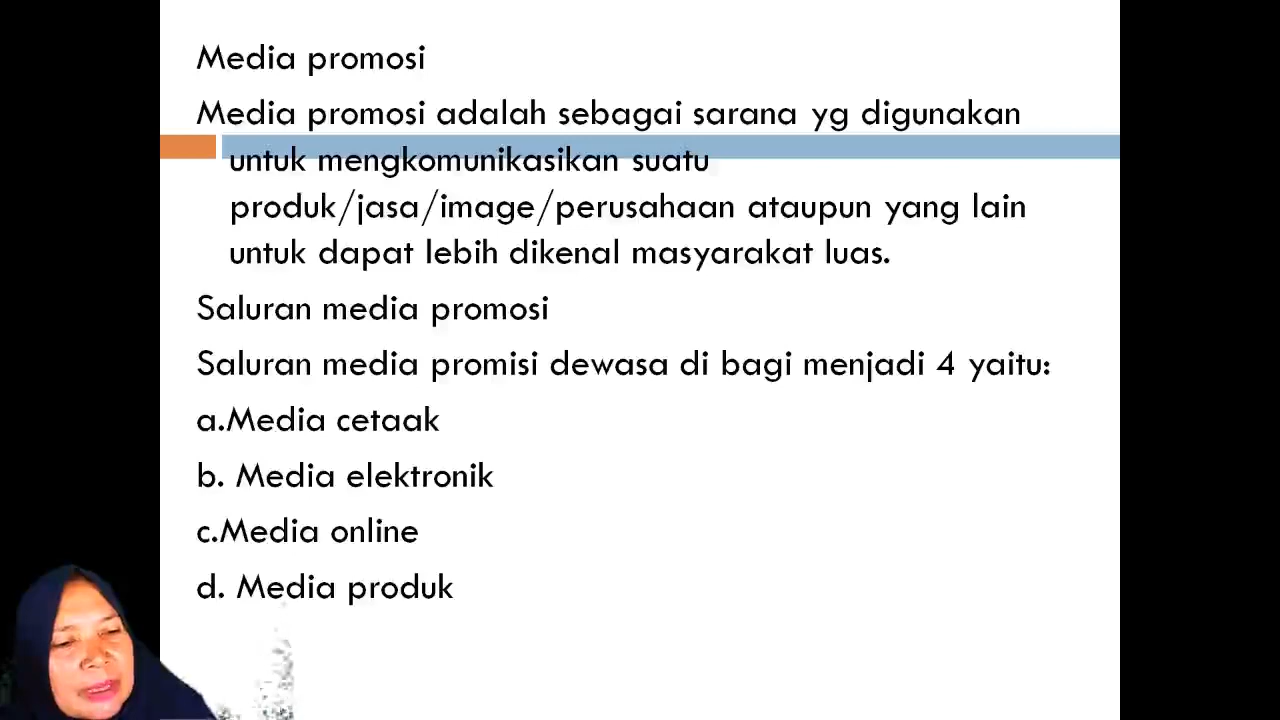 Media promosi
Media promosi adalah sebagai sarana yg digunakan
untuk mengkomunikasikan suatu
produk/jasa/image/perusahaan ataupun yang lain
untuk dapat lebih dikenal masyarakat luas.
Saluran media promosi
Saluran media promisi dewasa di bagi menjadi 4 yaitu:
a.Media cetaak
b. Media elektronik
c.Media online
d. Media produk